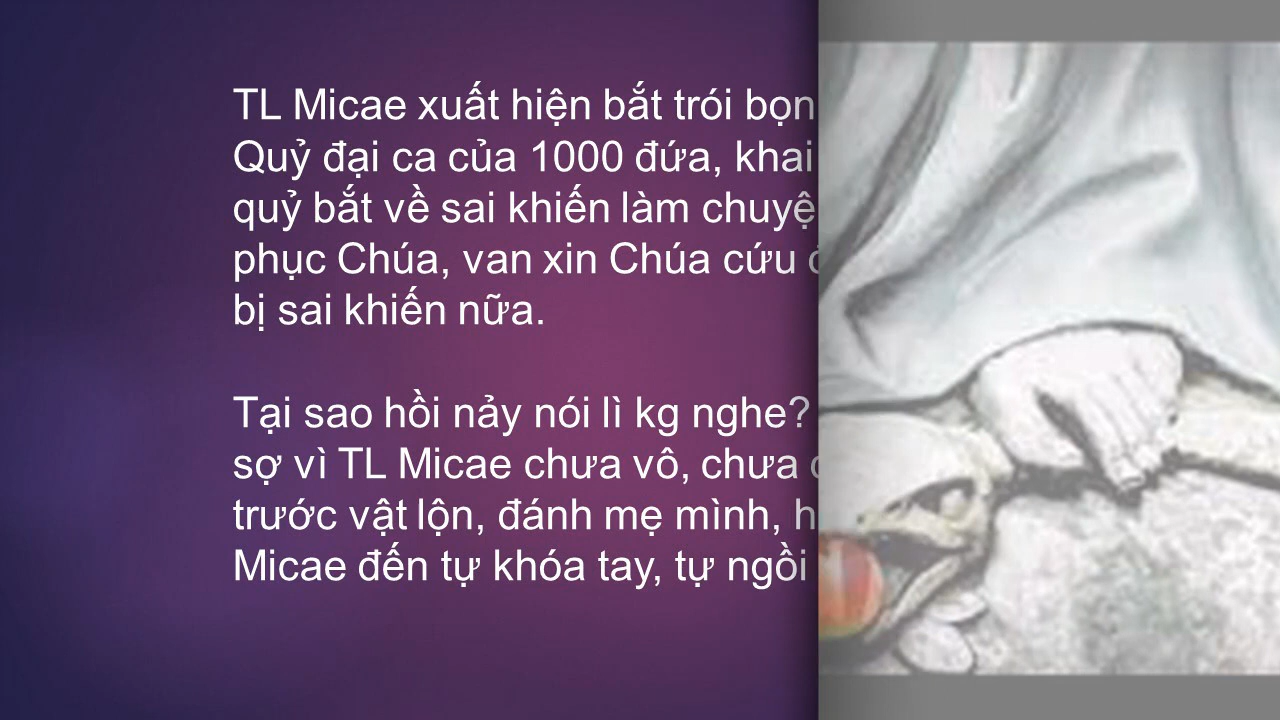 TL Micae xuất hiện bắt trói bọn
Quỷ đại ca của 1000 đứa, khai
quỷ bắt về sai khiến làm
phục Chúa, van xin Chúa cứu
bị sai khiến nữa.
Tại sao hồi nảy nói lì kg nghe?
sợ vì TL Micae chưa vô, chưa
trước vật lộn, đánh mẹ mình,
Micae đến tự khóa tay, tự ngồi